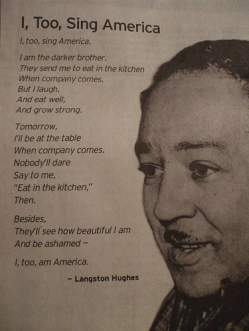 I, Too, Sing America
I, too, sing America.
I am the darker brother.
They send me to eat in the kitchen
When company comes,
But I laugh,
And eat well,
And grow strong.
Tomorrow,
I'll be at the table
When company comes.
Nobody'll dare
Say to me,
"Eat in the kitchen,"
Then.
Besides,
They'll see how beautiful I am
And be ashamed –
I, too, am America.
– Langston Hughes